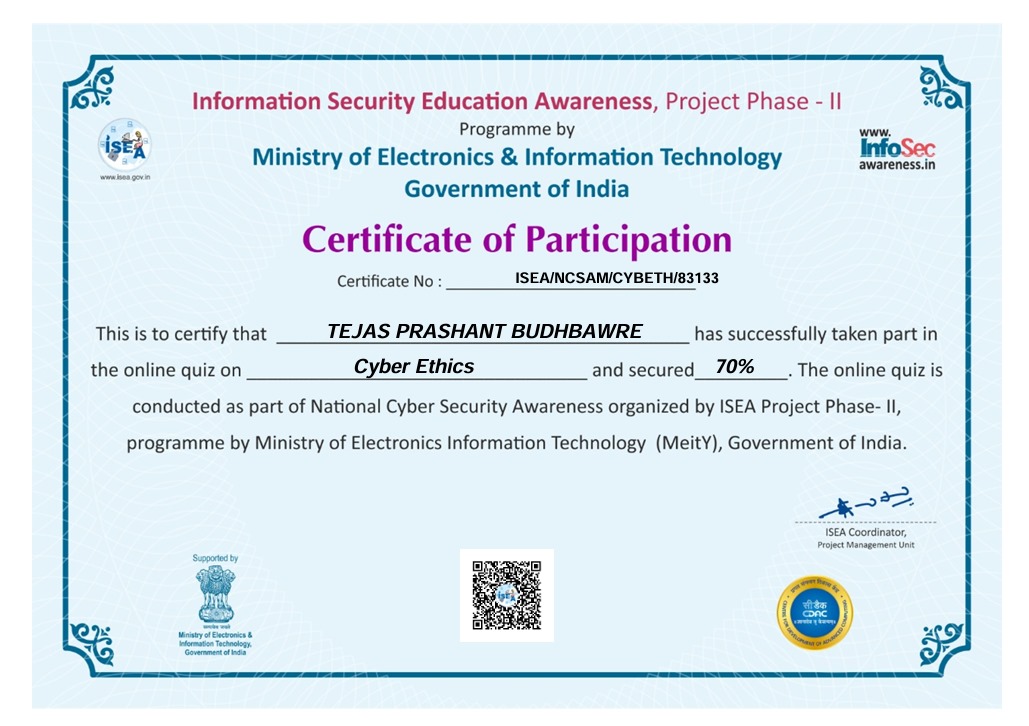 Information Security Education Awareness, Project Phase - II
Programme by
Ministry of Electronics & Information Technology
Government of India
ISEA
www.isea.gov.in
www.
InfoSec
awareness.in
Certificate of Participation
Certificate No : ISEA/NCSAM/CYBETH/83133
This is to certify that TEJAS PRASHANT BUDHBAWRE has successfully taken part in
the online quiz on Cyber Ethics and secured 70%. The online quiz is
conducted as part of National Cyber Security Awareness organized by ISEA Project Phase- II,
programme by Ministry of Electronics Information Technology (MeitY), Government of India.
ISEA Coordinator,
Project Management Unit
Supported by
सत्यमेव जयते
Ministry of Electronics &
Information Technology,
Government of India
ISEA
सी डैक
CDAC